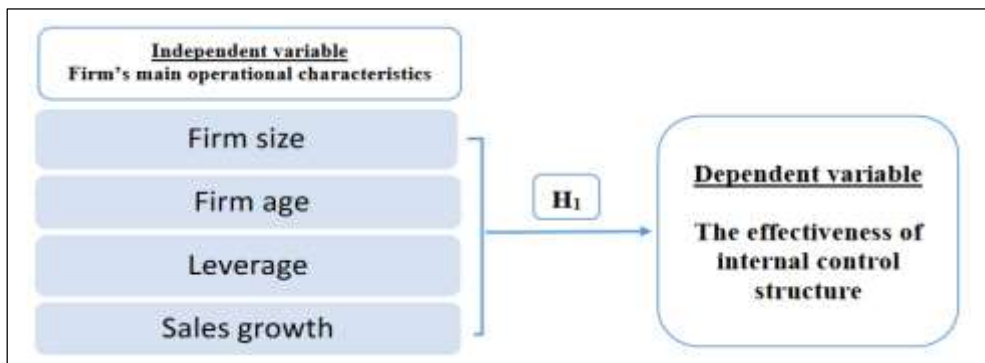 Independent variable
Firm's main operational characteristics
Firm size
Firm age
Leverage
Sales growth
H₁
Dependent variable
The effectiveness of
internal control
structure